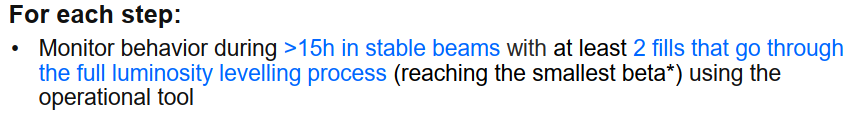 For each step:
• Monitor behavior during >15h in stable beams with at least 2 fills that go through
the full luminosity levelling process (reaching the smallest beta*) using the
operational tool